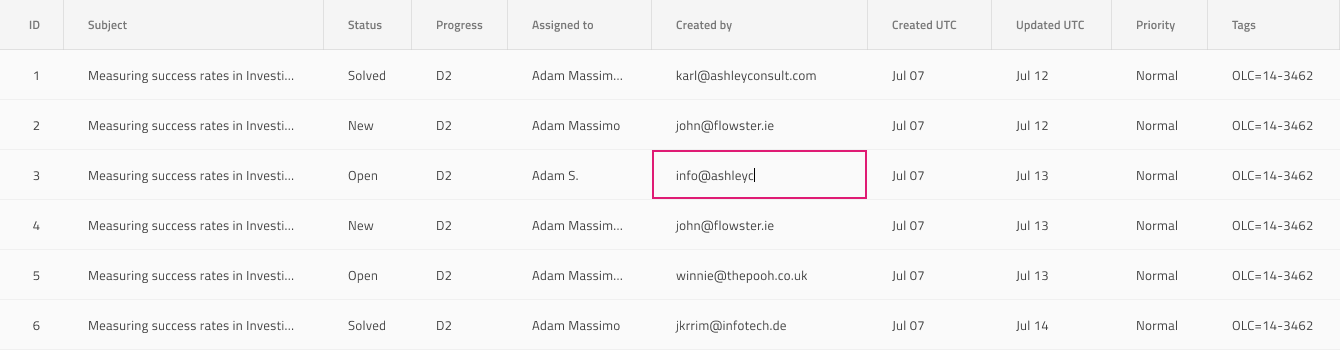 ID Subject Status Progress Assigned to Created by Created UTC Updated UTC Priority Tags
1 Measuring success rates in Investi... Solved D2 Adam Massim... karl@ashleyconsult.com Jul 07 Jul 12 Normal OLC=14-3462
2 Measuring success rates in Investi... New D2 Adam Massimo john@flowster.ie Jul 07 Jul 12 Normal OLC=14-3462
3 Measuring success rates in Investi... Open D2 Adam S. info@ashleyc Jul 07 Jul 13 Normal OLC=14-3462
4 Measuring success rates in Investi... New D2 Adam Massim... john@flowster.ie Jul 07 Jul 13 Normal OLC=14-3462
5 Measuring success rates in Investi... Open D2 Adam Massim... winnie@thepooh.co.uk Jul 07 Jul 13 Normal OLC=14-3462
6 Measuring success rates in Investi... Solved D2 Adam Massimo jkrrim@infotech.de Jul 07 Jul 14 Normal OLC=14-3462